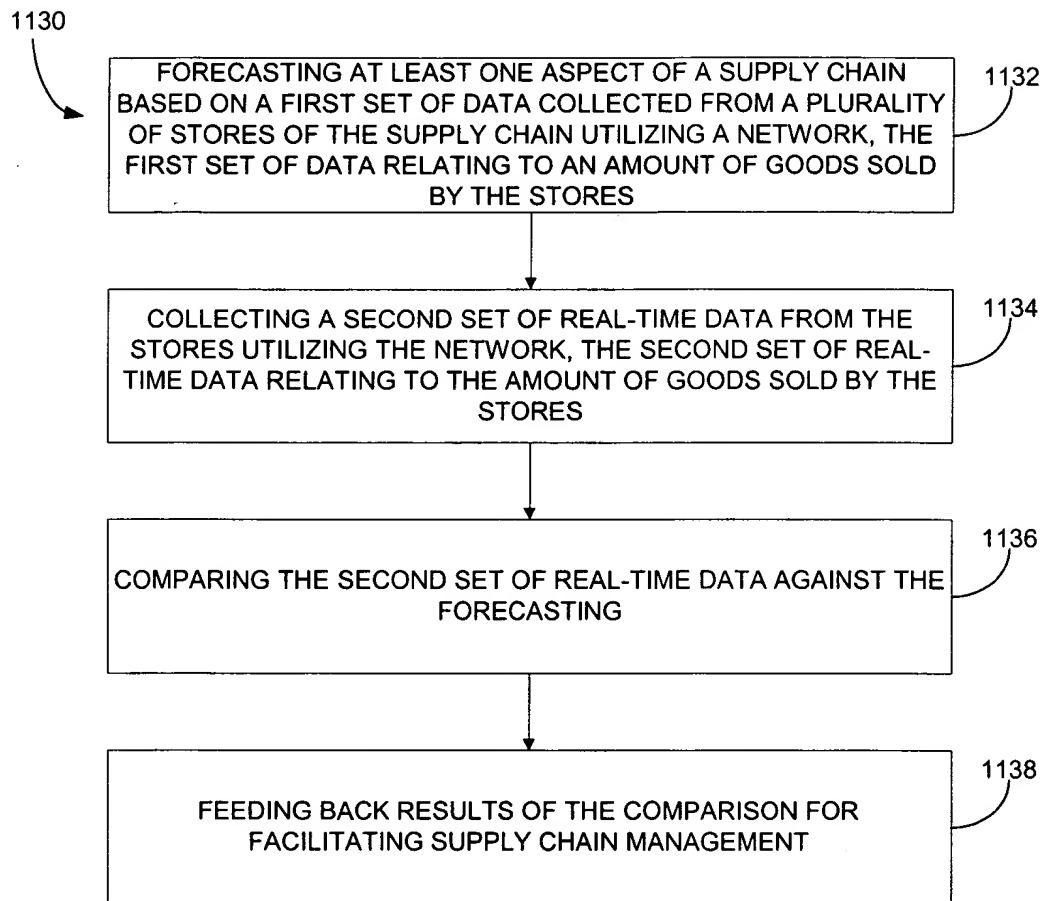 1130
FORECASTING AT LEAST ONE ASPECT OF A SUPPLY CHAIN
BASED ON A FIRST SET OF DATA COLLECTED FROM A PLURALITY
OF STORES OF THE SUPPLY CHAIN UTILIZING A NETWORK, THE
FIRST SET OF DATA RELATING TO AN AMOUNT OF GOODS SOLD
BY THE STORES
1132
COLLECTING A SECOND SET OF REAL-TIME DATA FROM THE
STORES UTILIZING THE NETWORK, THE SECOND SET OF REAL-
TIME DATA RELATING TO THE AMOUNT OF GOODS SOLD BY THE
STORES
1134
COMPARING THE SECOND SET OF REAL-TIME DATA AGAINST THE
FORECASTING
1136
FEEDING BACK RESULTS OF THE COMPARISON FOR
FACILITATING SUPPLY CHAIN MANAGEMENT
1138